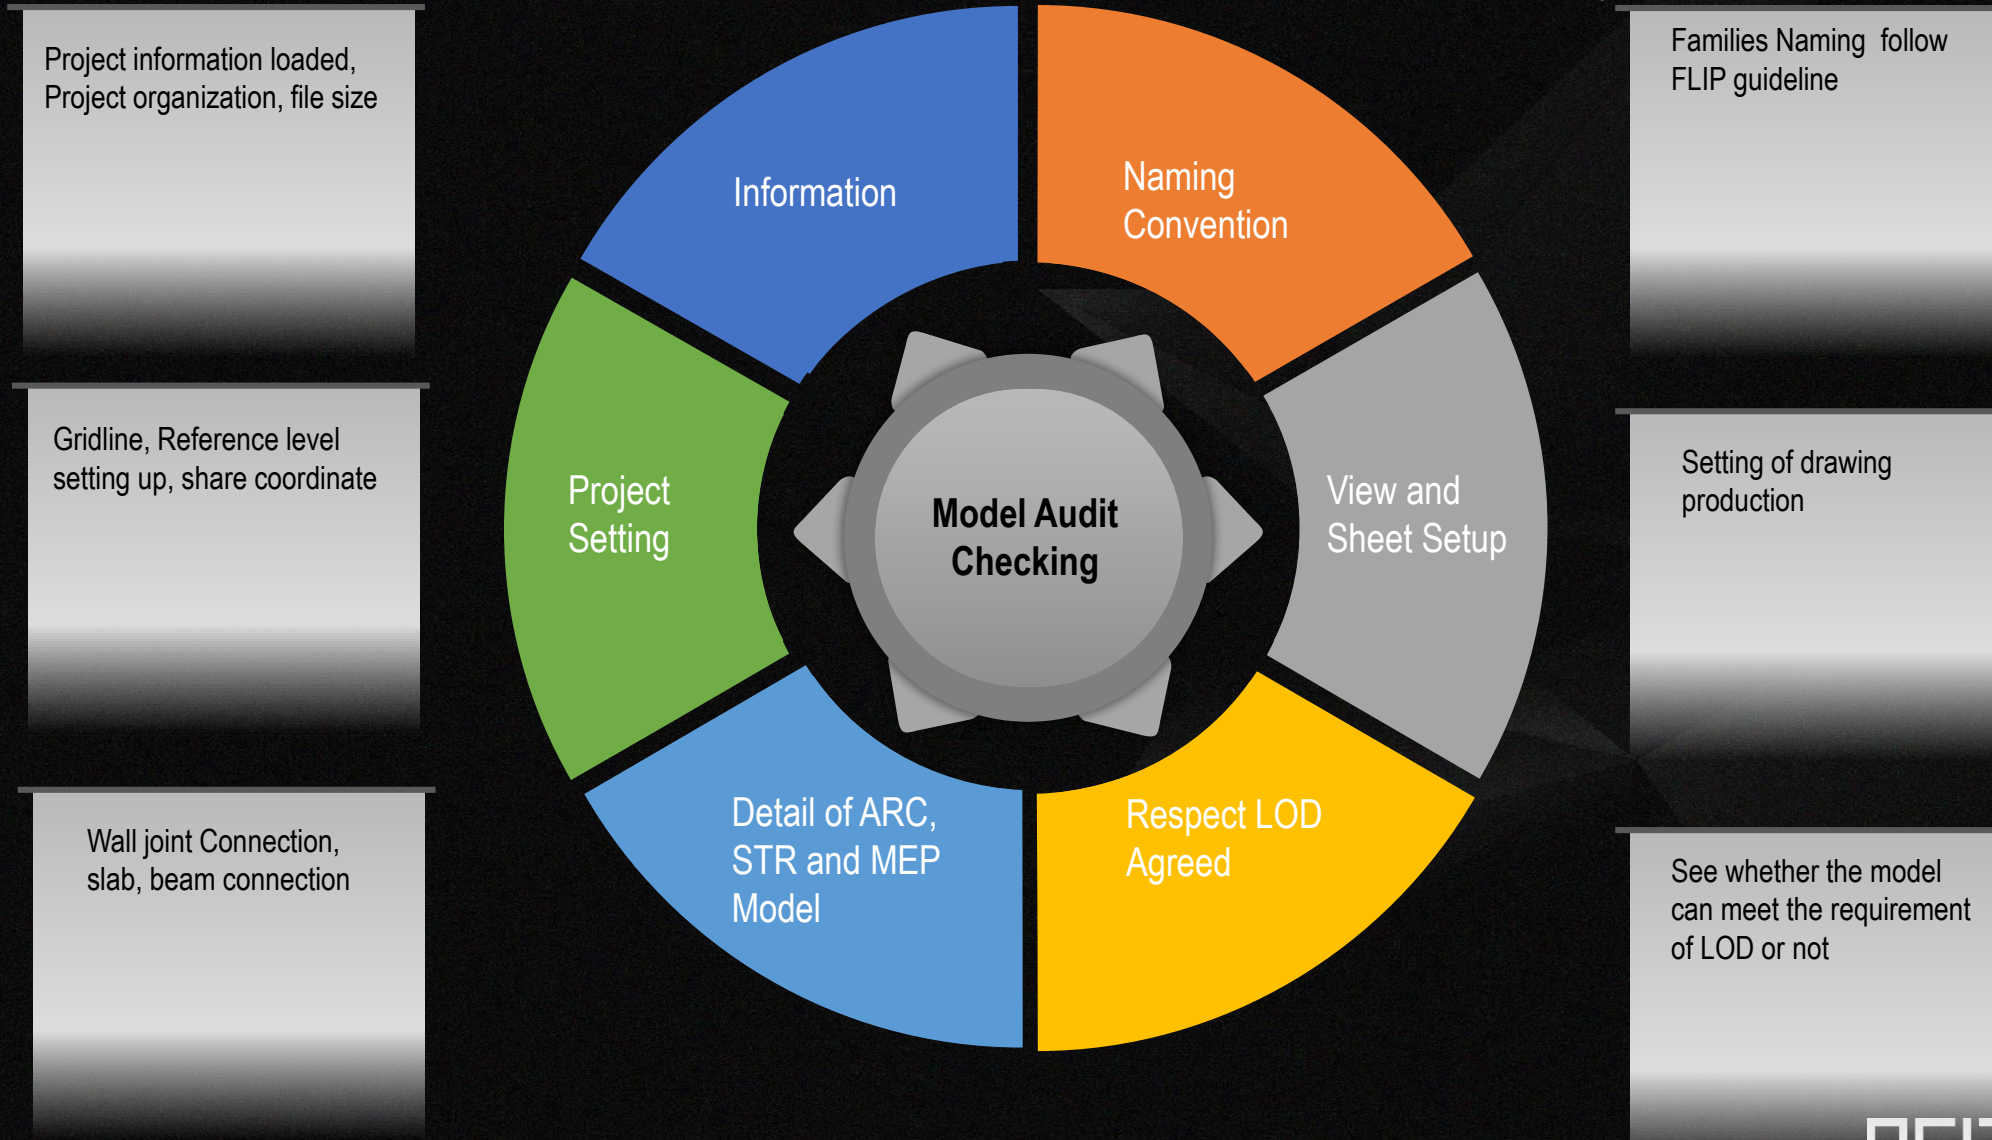 Project information loaded,
Project organization, file size
Gridline, Reference level
setting up, share coordinate
Wall joint Connection,
slab, beam connection
Information
Naming
Convention
Project
Setting
Model Audit
Checking
View and
Sheet Setup
Detail of ARC,
STR and MEP
Model
Respect LOD
Agreed
Families Naming  follow
FLIP guideline
Setting of drawing
production
See whether the model
can meet the requirement
of LOD or not